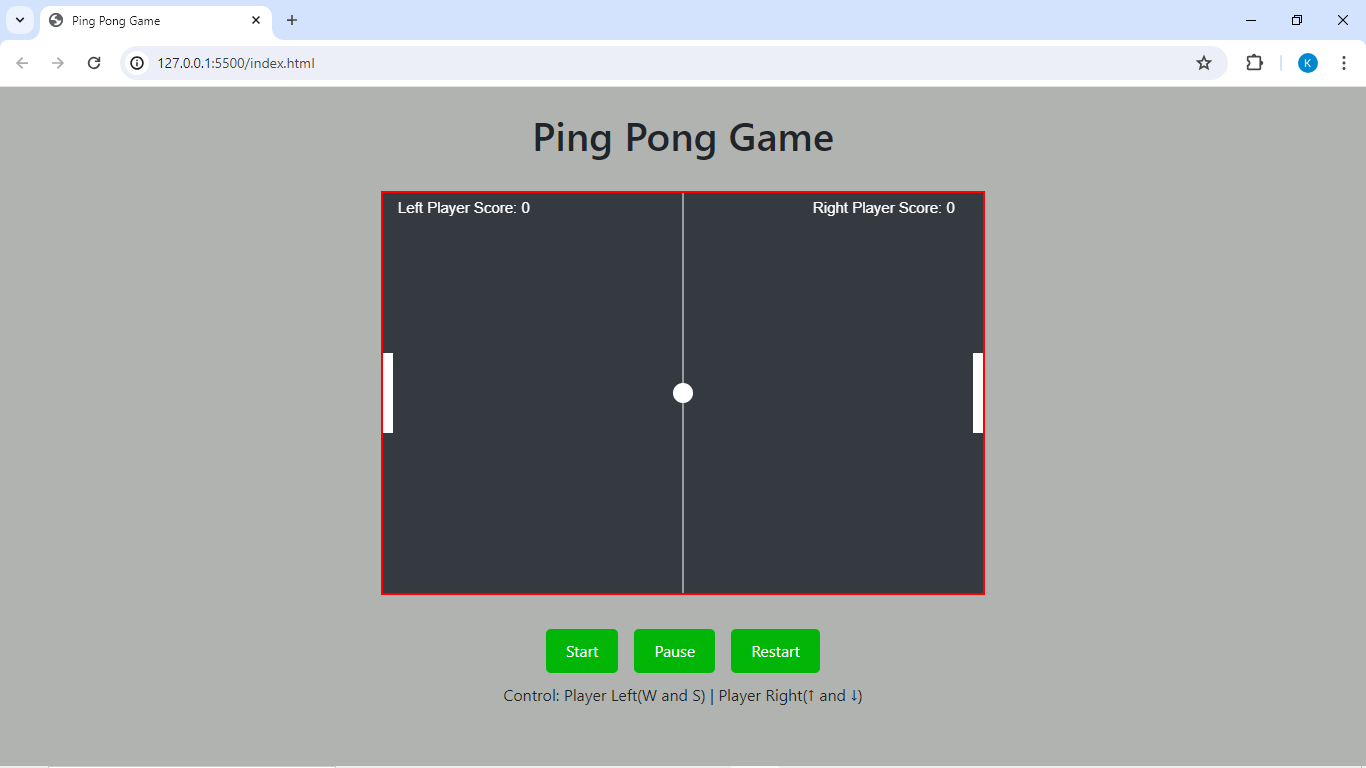 Ping Pong Game
127.0.0.1:5500/index.html
K
Ping Pong Game
Left Player Score: 0
Right Player Score: 0
Start
Pause
Restart
Control: Player Left(W and S) | Player Right(↑ and ↓)